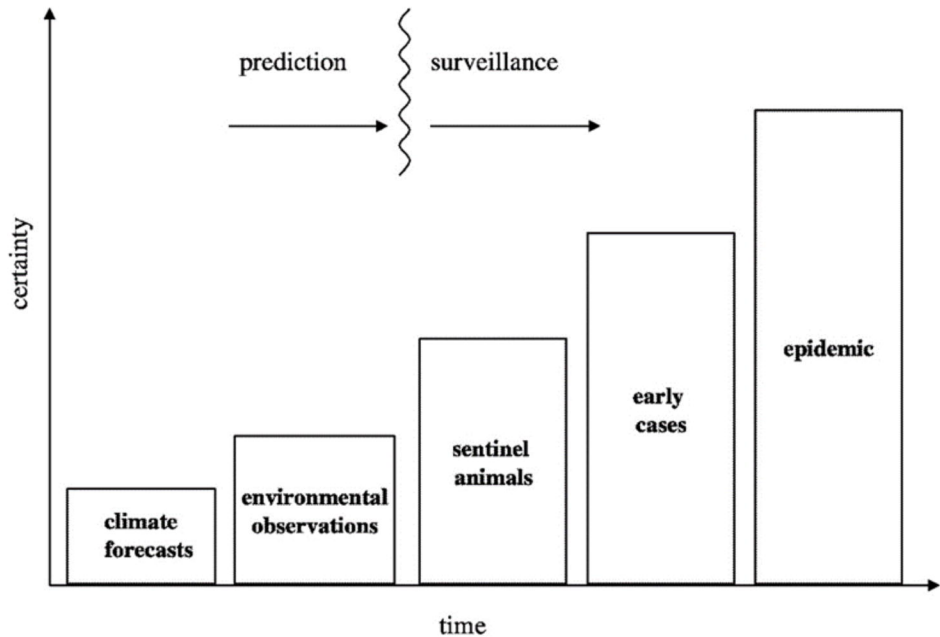 prediction
surveillance
certainty
climate
forecasts
environmental
observations
sentinel
animals
early
cases
epidemic
time